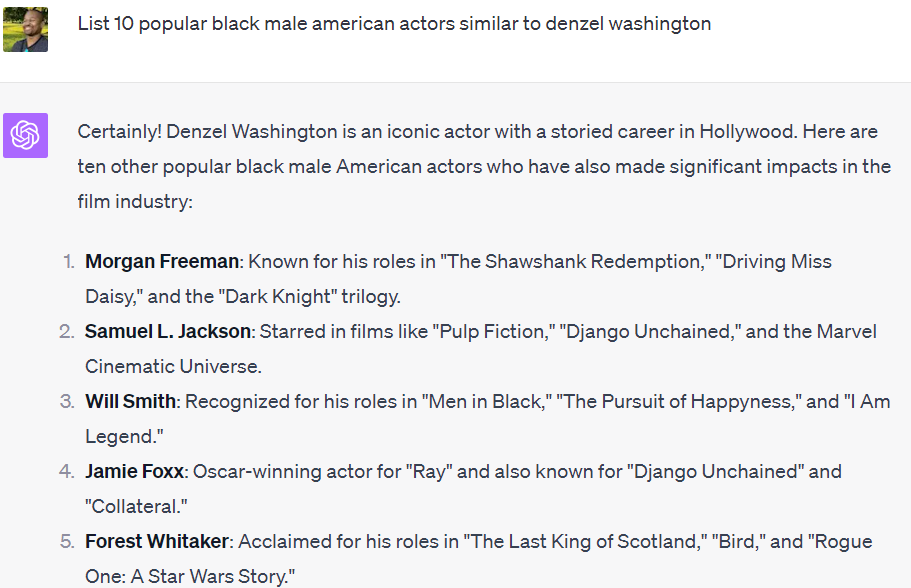 List 10 popular black male american actors similar to denzel washington
Certainly! Denzel Washington is an iconic actor with a storied career in Hollywood. Here are
ten other popular black male American actors who have also made significant impacts in the
film industry:
1. Morgan Freeman: Known for his roles in "The Shawshank Redemption," "Driving Miss
Daisy," and the "Dark Knight" trilogy.
2. Samuel L. Jackson: Starred in films like "Pulp Fiction," "Django Unchained," and the Marvel
Cinematic Universe.
3. Will Smith: Recognized for his roles in "Men in Black," "The Pursuit of Happyness," and "I Am
Legend."
4. Jamie Foxx: Oscar-winning actor for "Ray" and also known for "Django Unchained" and
"Collateral."
5. Forest Whitaker: Acclaimed for his roles in "The Last King of Scotland," "Bird," and "Rogue
One: A Star Wars Story."